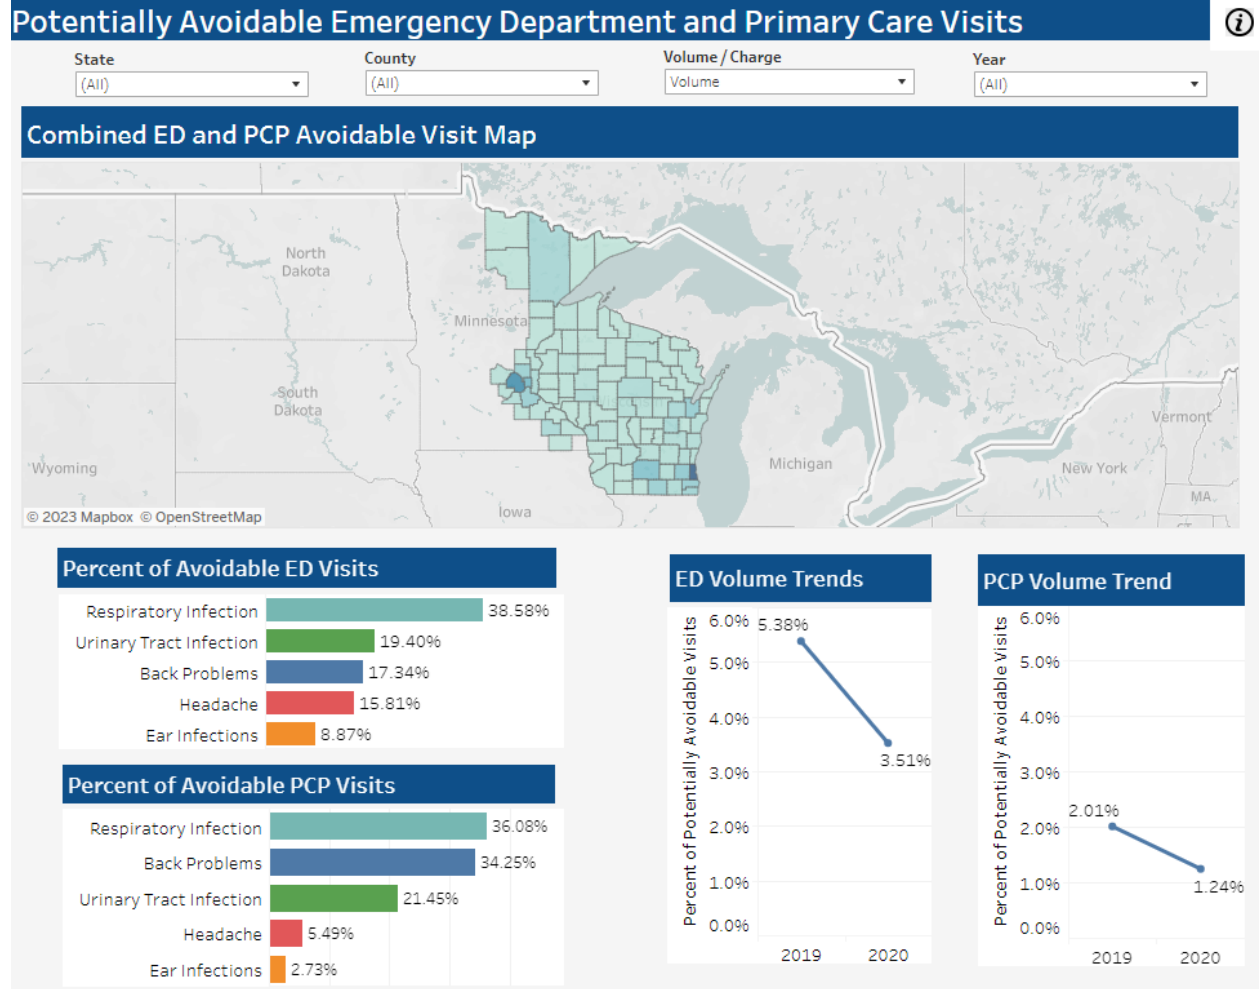 Potentially Avoidable Emergency Department and Primary Care Visits
State
County
Volume / Charge
Year
(All)
(All)
Volume
(All)
Combined ED and PCP Avoidable Visit Map
North
Dakota
Minnesota
South
Dakota
Wyoming
Iowa
Michigan
Vermont
New York
MA
© 2023 Mapbox © OpenStreetMap
Percent of Avoidable ED Visits
Respiratory Infection 38.58%
Urinary Tract Infection 19.40%
Back Problems 17.34%
Headache 15.81%
Ear Infections 8.87%
Percent of Avoidable PCP Visits
Respiratory Infection 36.08%
Back Problems 34.25%
Urinary Tract Infection 21.45%
Headache 5.49%
Ear Infections 2.73%
ED Volume Trends
Percent of Potentially Avoidable Visits
6.0%
5.38%
5.0%
4.0%
3.51%
3.0%
2.0%
1.0%
0.0%
2019 2020
PCP Volume Trend
Percent of Potentially Avoidable Visits
6.0%
5.0%
4.0%
3.0%
2.01%
2.0%
1.24%
1.0%
0.0%
2019 2020